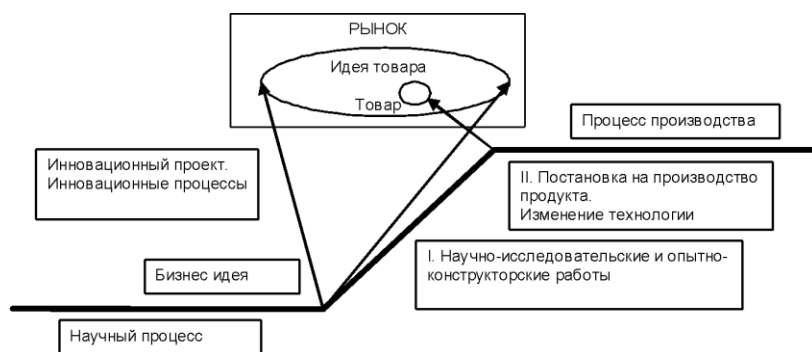 РЫНОК
Идея товара
Товар
Процесс производства
Инновационный проект.
Инновационные процессы
II. Постановка на производство
продукта.
Изменение технологии
I. Научно-исследовательские и опытно-
конструкторские работы
Бизнес идея
Научный процесс